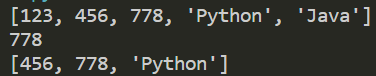 [123, 456, 778, 'Python', 'Java']
778
[456, 778, 'Python']